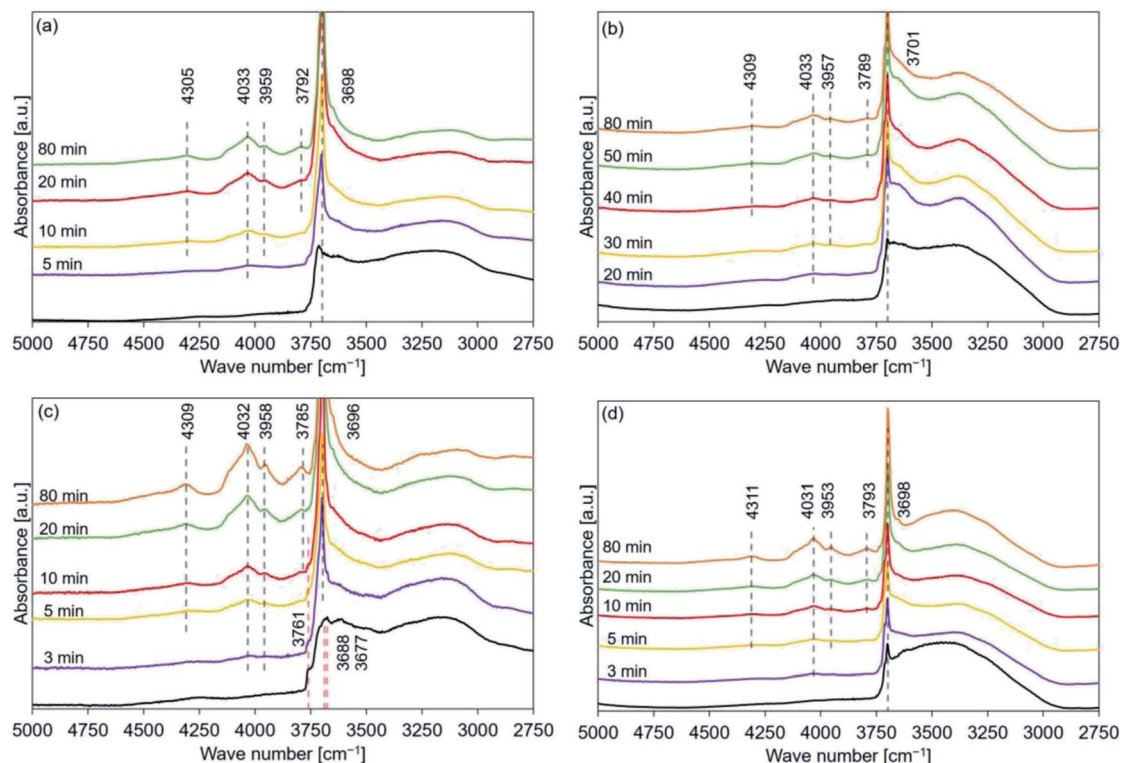 (a)
4305
4033
3959
3792
3698
80 min
20 min
10 min
5 min
Absorbance [a.u.]
5000 4750 4500 4250 4000 3750 3500 3250 3000 2750
Wave number [cm⁻¹]
(b)
4309
4033
3957
3789
3701
80 min
50 min
40 min
30 min
20 min
Absorbance [a.u.]
5000 4750 4500 4250 4000 3750 3500 3250 3000 2750
Wave number [cm⁻¹]
(c)
4309
4032
3958
3785
3696
80 min
20 min
10 min
5 min
3 min
3761
3688
3677
Absorbance [a.u.]
5000 4750 4500 4250 4000 3750 3500 3250 3000 2750
Wave number [cm⁻¹]
(d)
4311
4031
3953
3793
3698
80 min
20 min
10 min
5 min
3 min
Absorbance [a.u.]
5000 4750 4500 4250 4000 3750 3500 3250 3000 2750
Wave number [cm⁻¹]